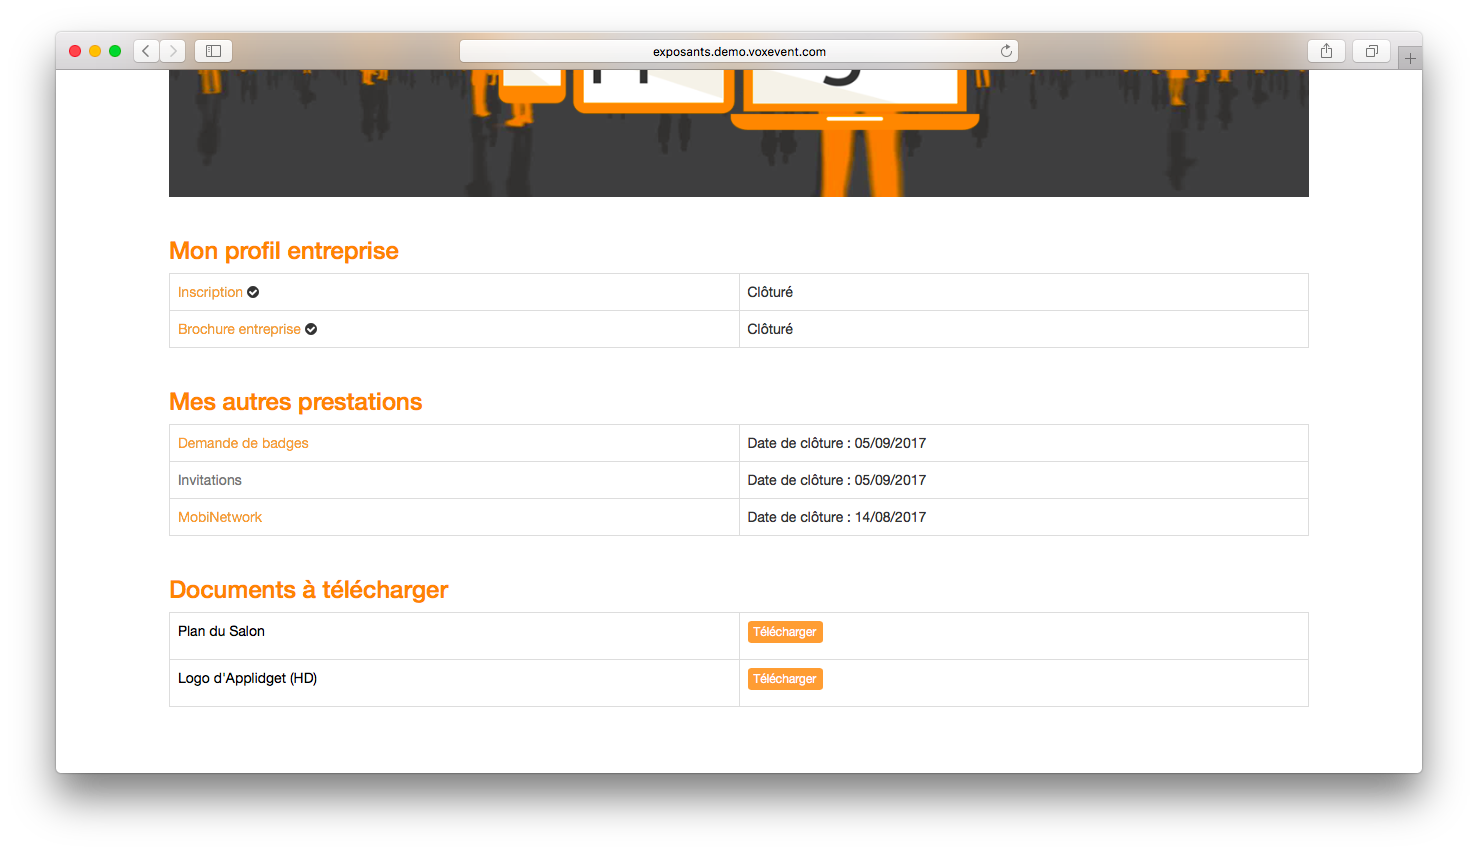 exposants.demo.voxevent.com
Mon profil entreprise
Inscription Clôturé
Brochure entreprise Clôturé
Mes autres prestations
Demande de badges Date de clôture : 05/09/2017
Invitations Date de clôture : 05/09/2017
MobiNetwork Date de clôture : 14/08/2017
Documents à télécharger
Plan du Salon Télécharger
Logo d'Applidget (HD) Télécharger